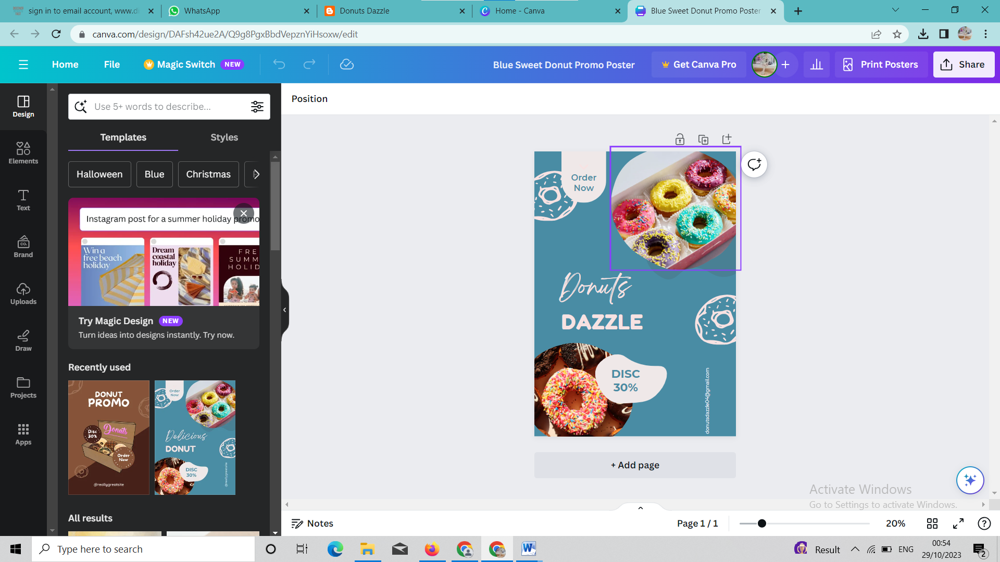 sign in to email account, www.di
WhatsApp
Donuts Dazzle
Home - Canva
Blue Sweet Donut Promo Poster
canva.com/design/DAFsh42ue2A/Q9g8PgxBbdVepznYiHsoxw/edit
Home
File
Magic Switch
NEW
Blue Sweet Donut Promo Poster
Get Canva Pro
Print Posters
Share
Design
Elements
Text
Brand
Uploads
Draw
Projects
Apps
Use 5+ words to describe...
Templates
Styles
Halloween
Blue
Christmas
Instagram post for a summer holiday promo
Win a
free beach
holiday
Dream
coastal
holiday
FRE
SUMM
HOLID
Try Magic Design
NEW
Turn ideas into designs instantly. Try now.
Recently used
DONUT
PROMO
Disc
30%
Donuts
Order
Now
@reallygreatsite
Order
Now
Delicious
DONUT
DISC
30%
@reallygreatsite
All results
Position
Order
Now
Donuts
DAZZLE
DISC
30%
donutsdazzle04@gmail.com
+ Add page
Activate Windows
Go to Settings to activate Windows.
Notes
Page 1 / 1
20%
Type here to search
Result
ENG
00:54
29/10/2023
2